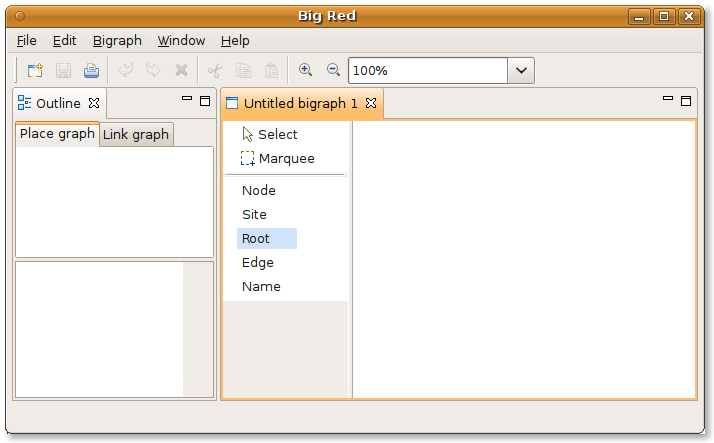 Big Red
File Edit Bigraph Window Help
100%
Outline
Untitled bigraph 1
Place graph Link graph
Select
Marquee
Node
Site
Root
Edge
Name